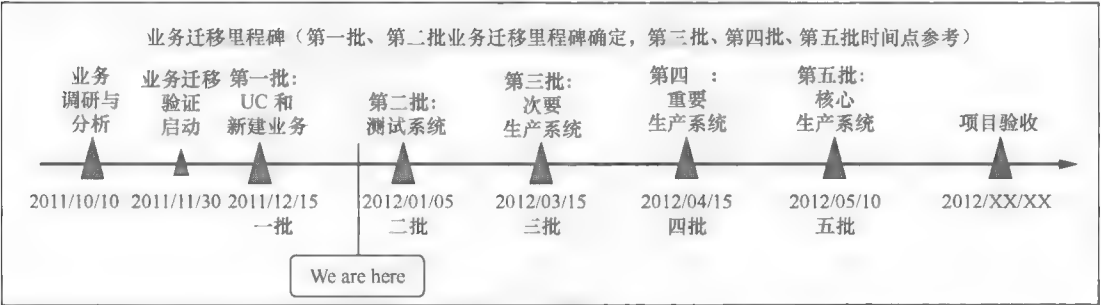 业务迁移里程碑（第一批、第二批业务迁移里程碑确定，第三批、第四批、第五批时间点参考）
业务
调研与
分析
业务迁移
验证
启动
第一批：
UC 和
新建业务
第二批：
测试系统
第三批：
次要
生产系统
第四 ：
重要
生产系统
第五批：
核心
生产系统
项目验收
2011/10/10
2011/11/30
2011/12/15
一批
2012/01/05
二批
2012/03/15
三批
2012/04/15
四批
2012/05/10
五批
2012/XX/XX
We are here